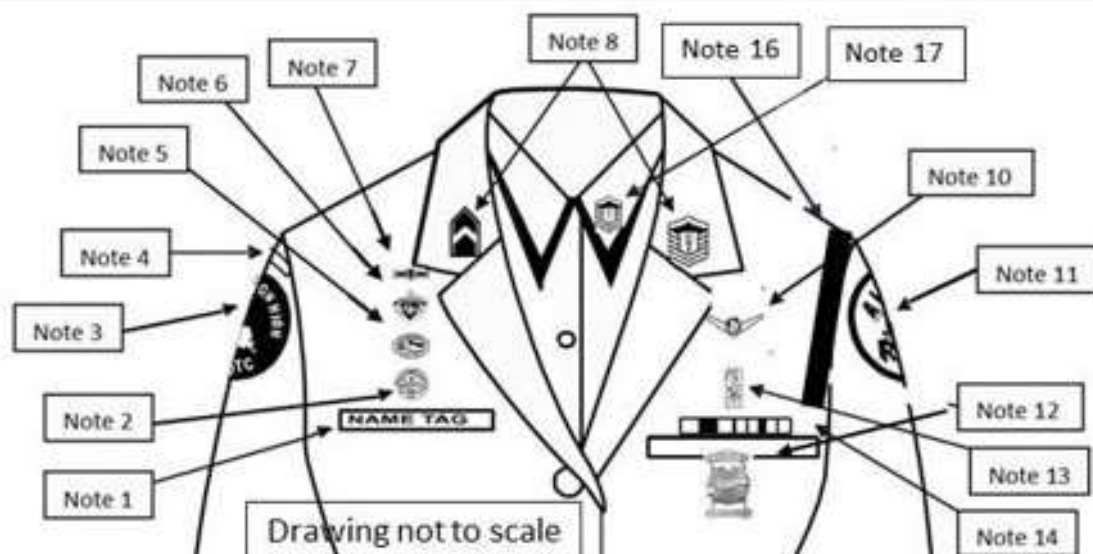 Note 8
Note 16
Note 17
Note 7
Note 6
Note 5
Note 10
Note 4
Note 11
Note 3
Note 2
NAME TAG
Note 12
Note 1
Note 13
Drawing not to scale
Note 14